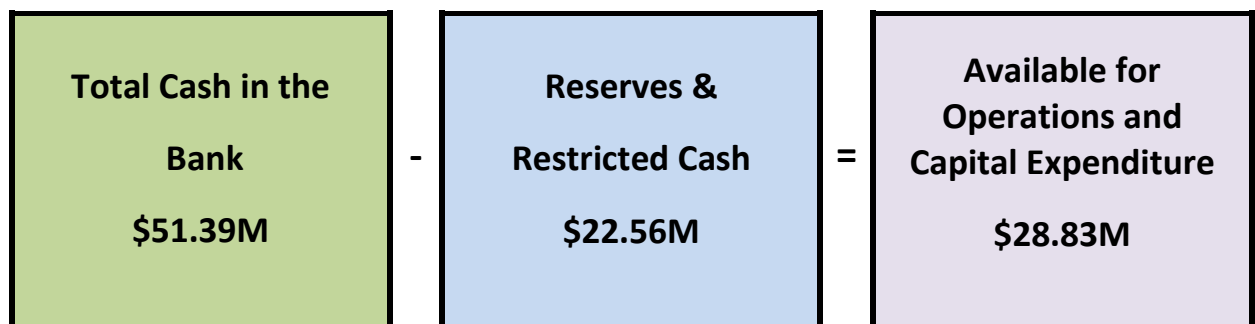 Total Cash in the
Bank
$51.39M
-
Reserves &
Restricted Cash
$22.56M
=
Available for
Operations and
Capital Expenditure
$28.83M